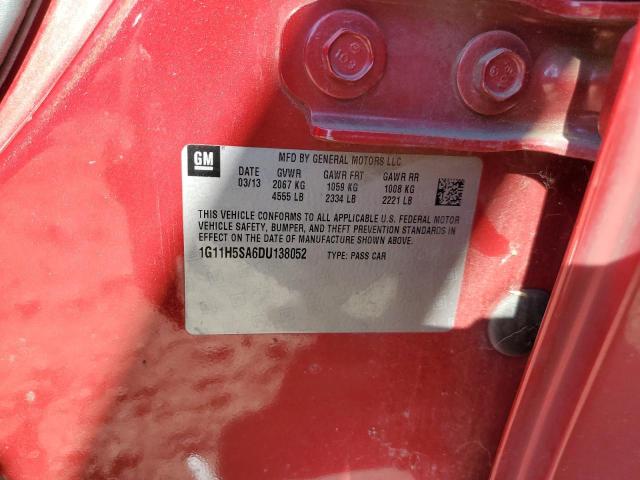 GM
MFD BY GENERAL MOTORS LLC
DATE GVWR GAWR FRT GAWR RR
03/13 2067 KG 1059 KG 1008 KG
4555 LB 2334 LB 2221 LB
THIS VEHICLE CONFORMS TO ALL APPLICABLE U.S. FEDERAL MOTOR
VEHICLE SAFETY, BUMPER, AND THEFT PREVENTION STANDARDS IN
EFFECT ON THE DATE OF MANUFACTURE SHOWN ABOVE.
1G11H5SA6DU138052 TYPE: PASS CAR